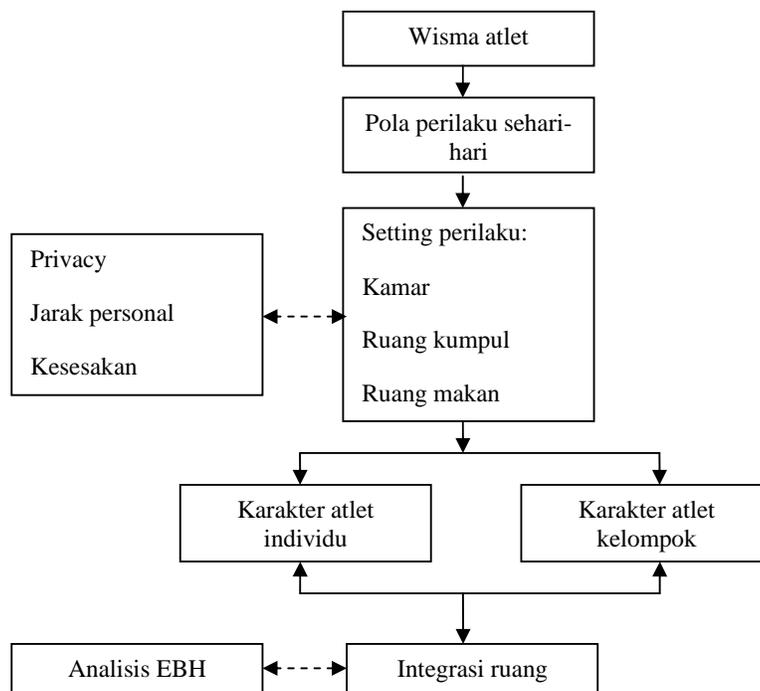 Wisma atlet
Pola perilaku sehari-
hari
Setting perilaku:
Kamar
Ruang kumpul
Ruang makan
Privacy
Jarak personal
Kesesakan
Karakter atlet
individu
Karakter atlet
kelompok
Analisis EBH
Integrasi ruang